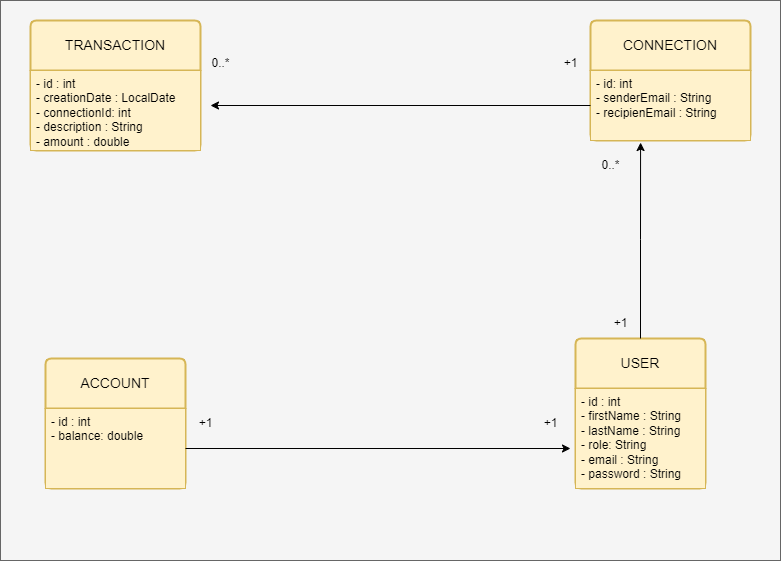 TRANSACTION
- id : int
- creationDate : LocalDate
- connectionId: int
- description : String
- amount : double
0..*
+1
CONNECTION
- id: int
- senderEmail : String
- recipienEmail : String
0..*
+1
ACCOUNT
- id : int
- balance: double
+1
+1
USER
- id : int
- firstName : String
- lastName : String
- role: String
- email : String
- password : String